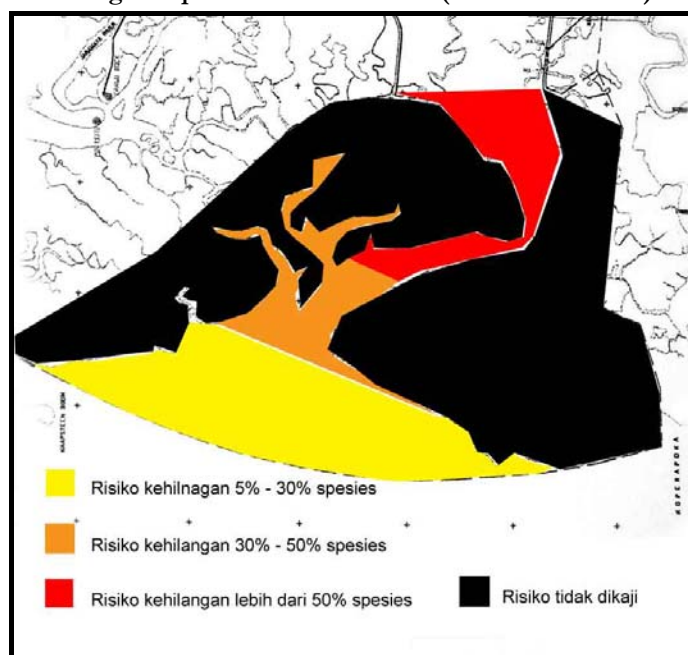 Risiko kehilnagan 5% - 30% spesies
Risiko kehilangan 30% - 50% spesies
Risiko kehilangan lebih dari 50% spesies
Risiko tidak dikaji
KOPERAPOKA